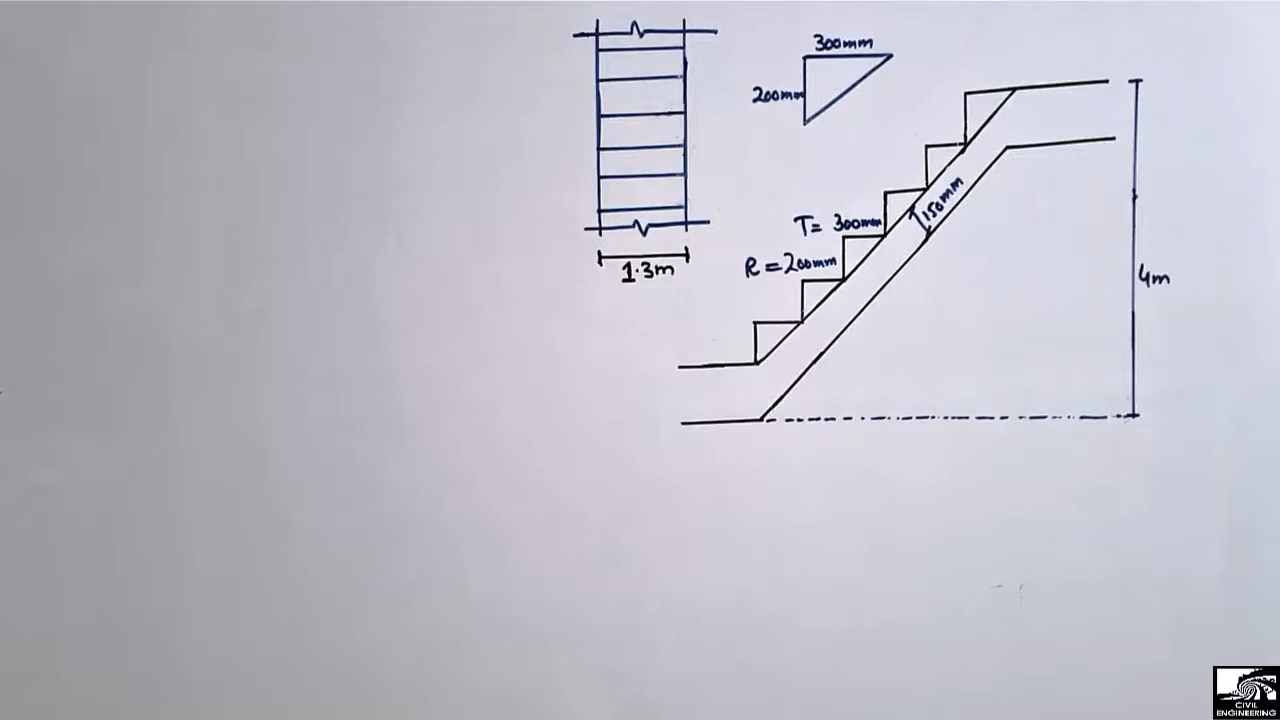 300mm
200mm
150mm
T= 300mm
R=200mm
1.3m
4m
CIVIL
ENGINEERING